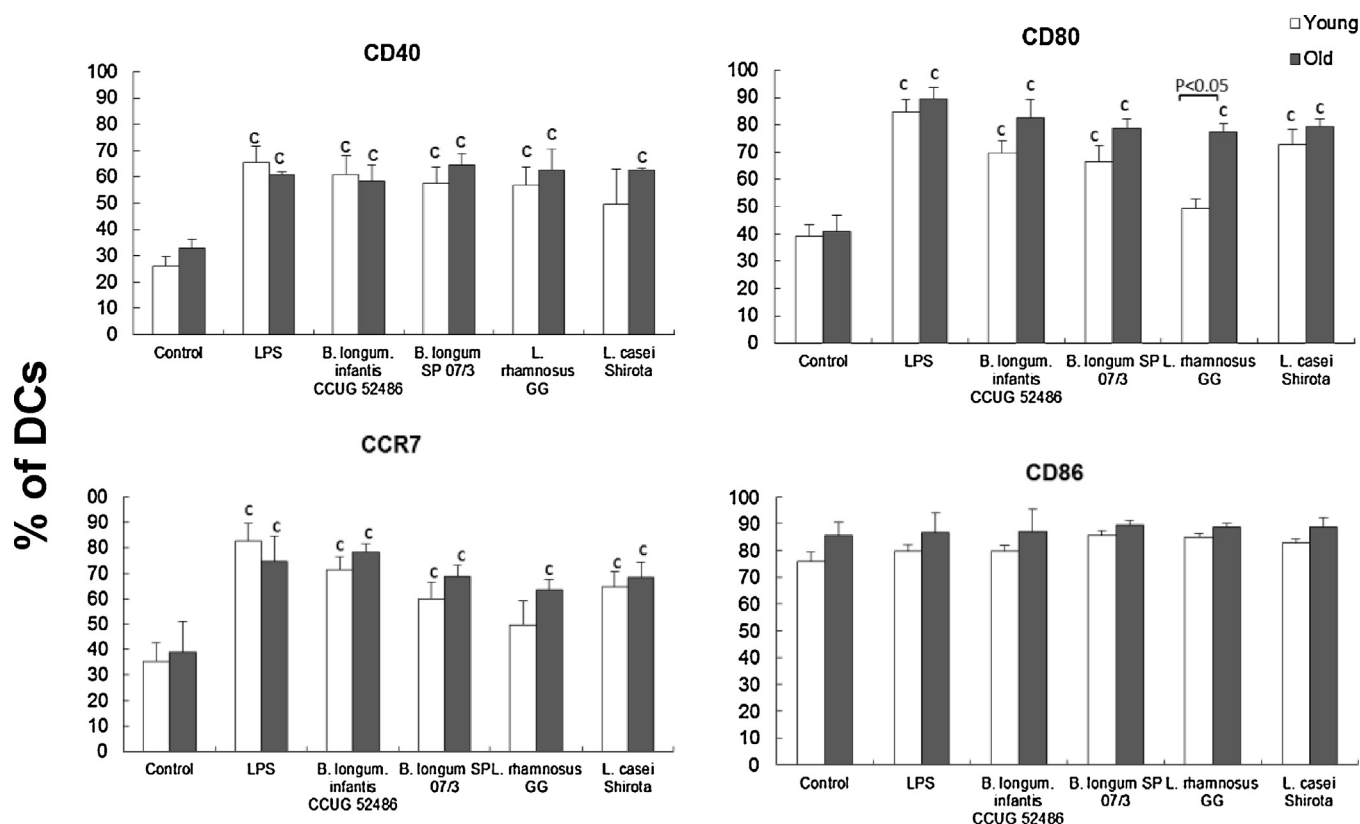 % of DCs
CD40
100
90
80
70
60
50
40
30
20
10
0
C C C C C C C C C
Control LPS B. longum. B. longum L. L. casei
infantis SP 07/3 rhamnosus Shirota
CCUG 52486 GG
CD80
Young
Old
100
90
80
70
60
50
40
30
20
10
0
C C C C C C P<0.05 C C C
Control LPS B. longum. B. longum SP L. rhamnosus L. casei
infantis 07/3 GG Shirota
CCUG 52486
CCR7
00
90
80
70
60
50
40
30
20
10
0
C C C C C C C C C
Control LPS B. longum. B. longum SPL. rhamnosus L. casei
infantis 07/3 GG Shirota
CCUG 52486
CD86
100
90
80
70
60
50
40
30
20
10
0
Control LPS B. longum. B. longum SP L. rhamnosus L. casei
infantis 07/3 GG Shirota
CCUG 52486